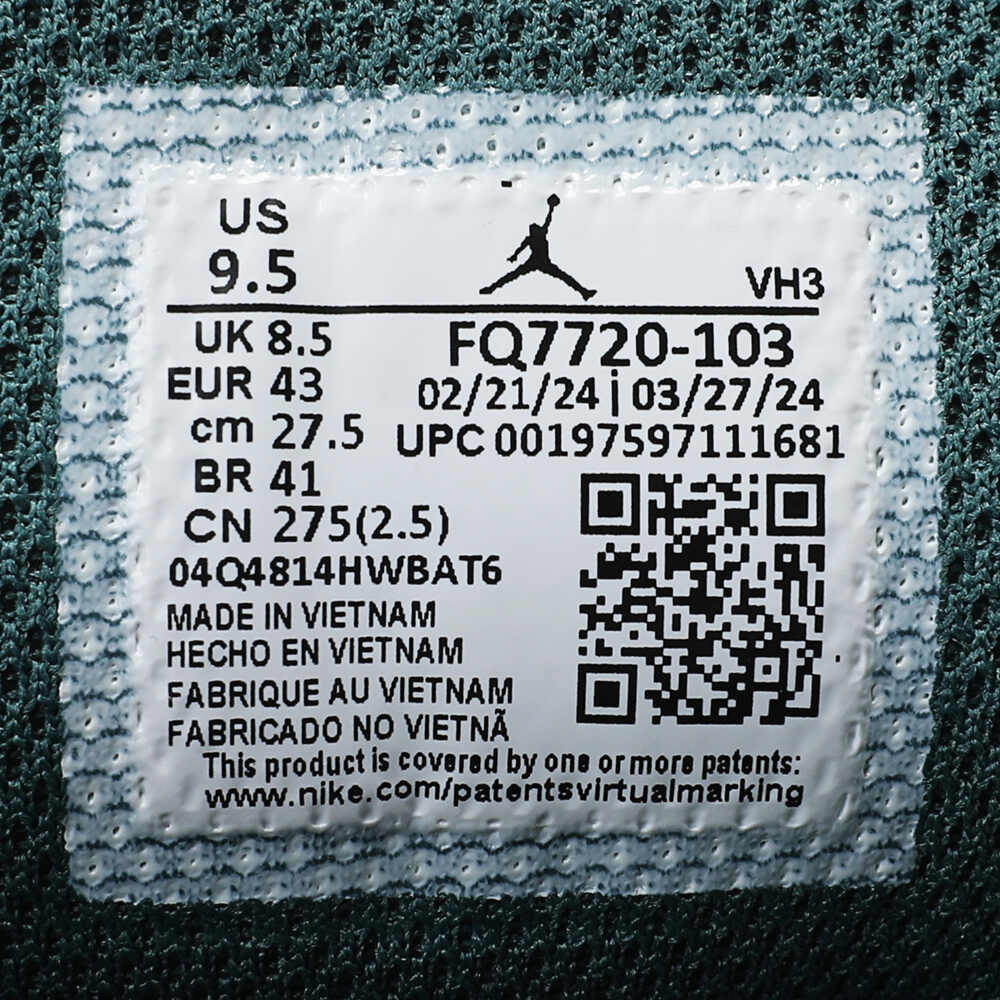 US
9.5
VH3
UK 8.5
FQ7720-103
EUR 43
02/21/24 | 03/27/24
cm 27.5
UPC 00197597111681
BR 41
CN 275(2.5)
04Q4814HWBAT6
MADE IN VIETNAM
HECHO EN VIETNAM
FABRIQUE AU VIETNAM
FABRICADO NO VIETNÃ
This product is covered by one or more patents:
www.nike.com/patentsvirtualmarking